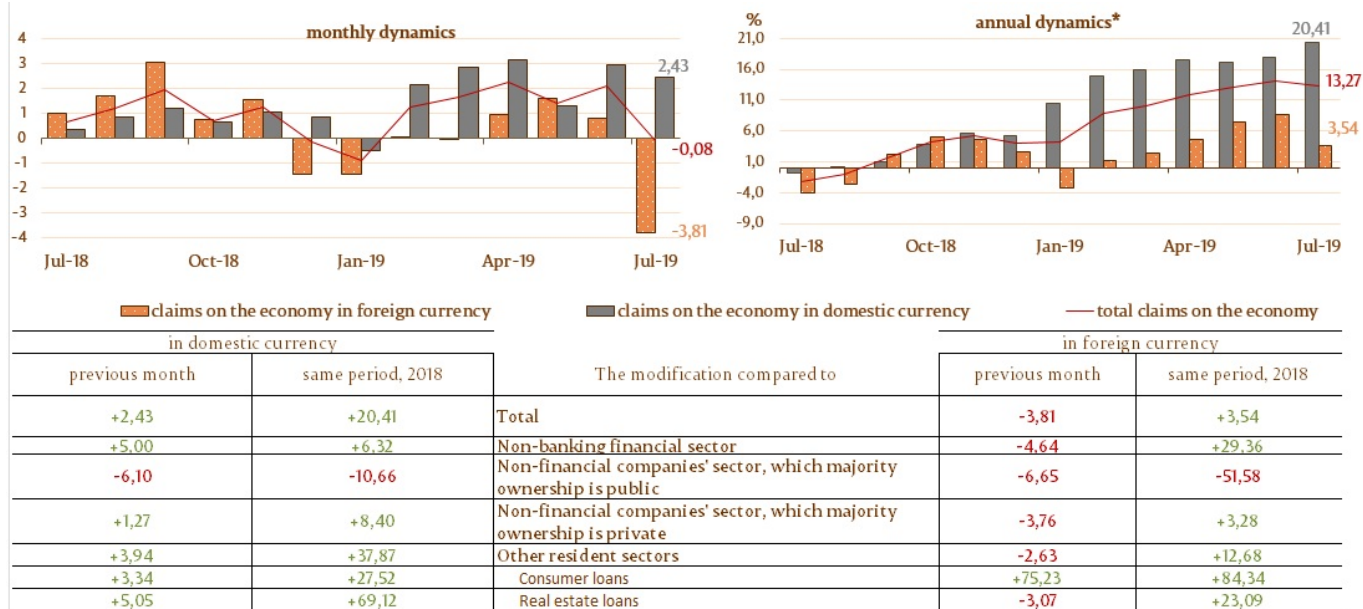 monthly dynamics
4
3
2
1
0
-1
-2
-3
-4
2,43
-0,08
-3,81
Jul-18 Oct-18 Jan-19 Apr-19 Jul-19
% annual dynamics*
21,0
16,0
11,0
6,0
1,0
-4,0
-9,0
20,41
13,27
3,54
Jul-18 Oct-18 Jan-19 Apr-19 Jul-19
claims on the economy in foreign currency claims on the economy in domestic currency total claims on the economy
in domestic currency in foreign currency
previous month same period, 2018 The modification compared to previous month same period, 2018
+2,43 +20,41 Total -3,81 +3,54
+5,00 +6,32 Non-banking financial sector -4,64 +29,36
-6,10 -10,66 Non-financial companies' sector, which majority
ownership is public -6,65 -51,58
+1,27 +8,40 Non-financial companies' sector, which majority
ownership is private -3,76 +3,28
+3,94 +37,87 Other resident sectors -2,63 +12,68
+3,34 +27,52 Consumer loans +75,23 +84,34
+5,05 +69,12 Real estate loans -3,07 +23,09